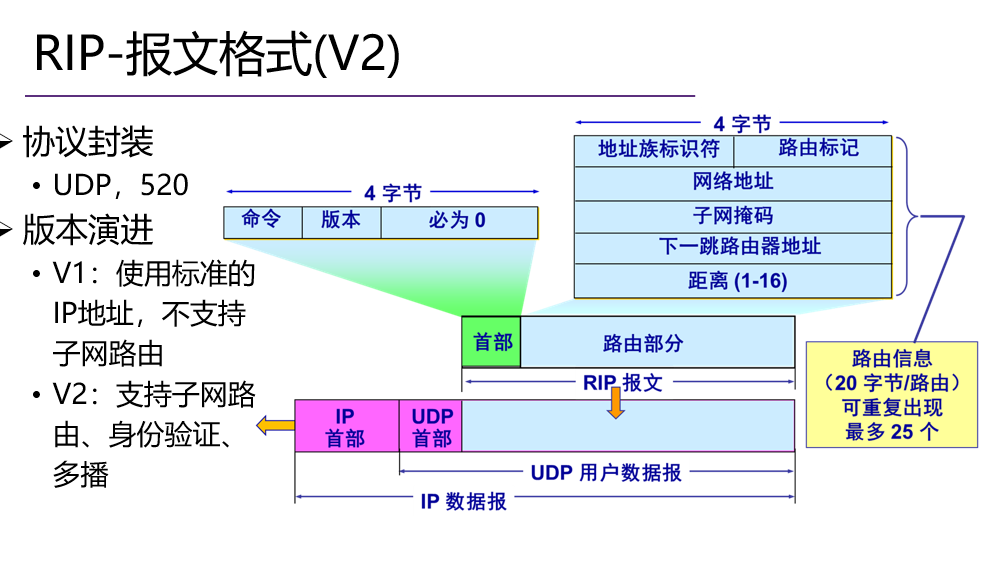 RIP-报文格式(V2)
协议封装
• UDP，520
版本演进
• V1：使用标准的
IP地址，不支持
子网路由
• V2：支持子网路
由、身份验证、
多播
4 字节
命令
版本
必为 0
4 字节
地址族标识符
路由标记
网络地址
子网掩码
下一跳路由器地址
距离 (1-16)
首部
路由部分
RIP 报文
路由信息
（20 字节/路由）
可重复出现
最多 25 个
IP
首部
UDP
首部
UDP 用户数据报
IP 数据报